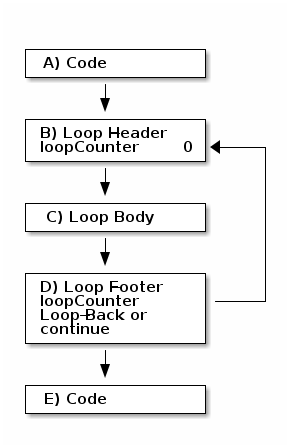 A) Code
B) Loop Header
loopCounter 0
C) Loop Body
D) Loop Footer
loopCounter
Loop-Back or
continue
E) Code